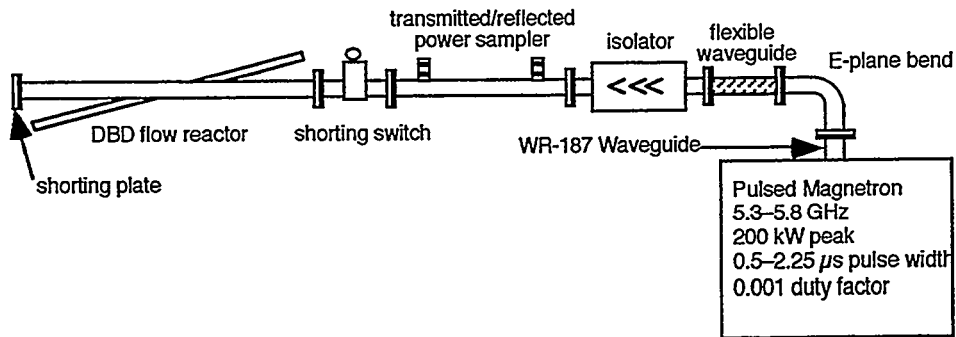 transmitted/reflected
power sampler
isolator
flexible
waveguide
E-plane bend
<<<
DBD flow reactor
shorting switch
WR-187 Waveguide
shorting plate
Pulsed Magnetron
5.3–5.8 GHz
200 kW peak
0.5–2.25 µs pulse width
0.001 duty factor